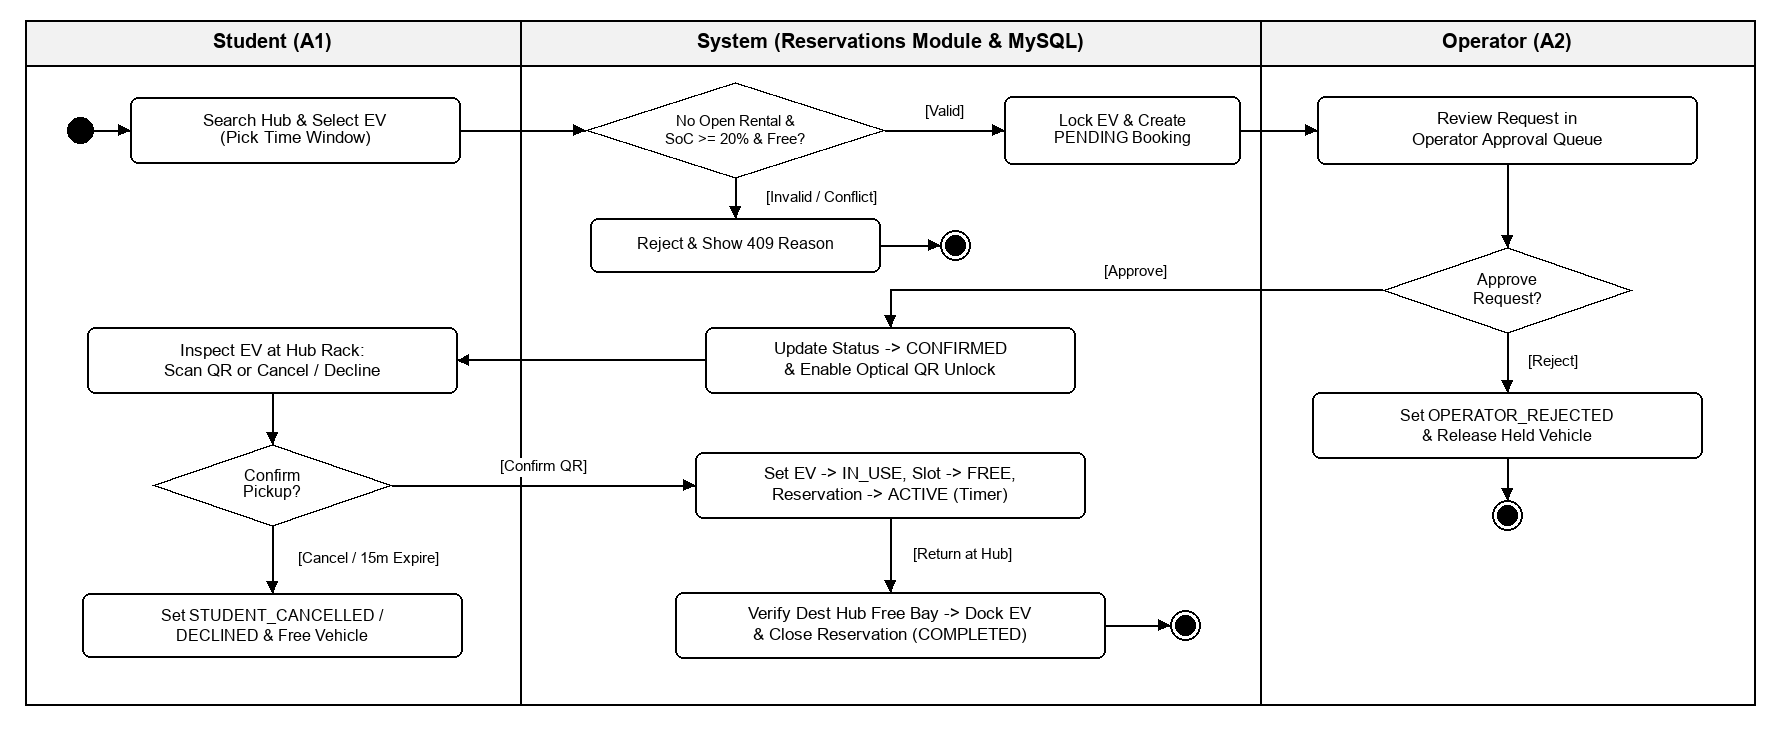 Student (A1)
System (Reservations Module & MySQL)
Operator (A2)
Search Hub & Select EV
(Pick Time Window)
No Open Rental &
SoC >= 20% & Free?
[Valid]
Lock EV & Create
PENDING Booking
Review Request in
Operator Approval Queue
[Invalid / Conflict]
Reject & Show 409 Reason
[Approve]
Approve
Request?
Inspect EV at Hub Rack:
Scan QR or Cancel / Decline
Update Status -> CONFIRMED
& Enable Optical QR Unlock
[Reject]
Set OPERATOR_REJECTED
& Release Held Vehicle
Confirm
Pickup?
[Confirm QR]
Set EV -> IN_USE, Slot -> FREE,
Reservation -> ACTIVE (Timer)
[Cancel / 15m Expire]
[Return at Hub]
Set STUDENT_CANCELLED /
DECLINED & Free Vehicle
Verify Dest Hub Free Bay -> Dock EV
& Close Reservation (COMPLETED)